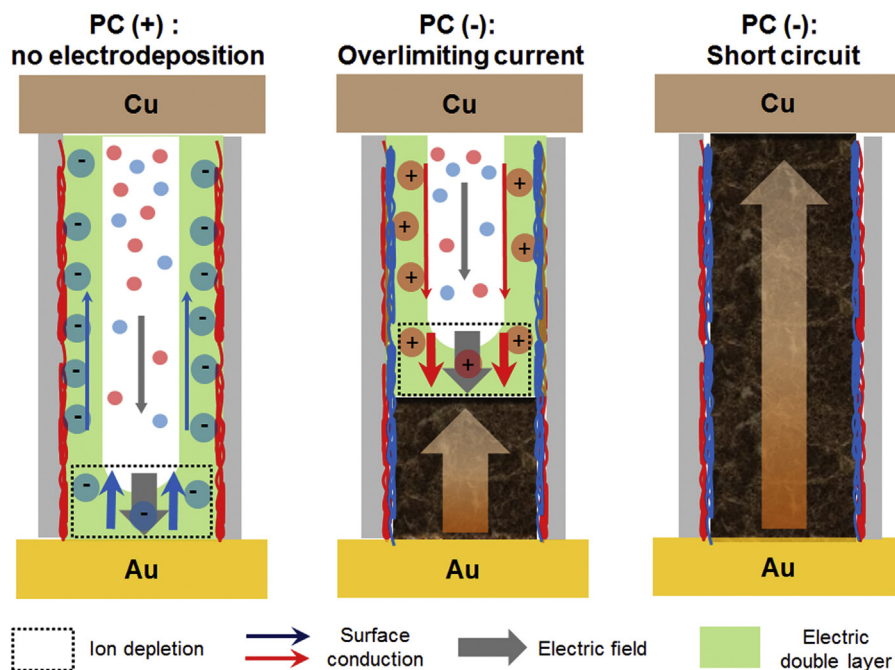 PC (+) :
no electrodeposition
PC (-):
Overlimiting current
PC (-):
Short circuit
Cu
Cu
Cu
-
-
-
-
-
-
-
-
-
-
-
-
-
+
+
+
+
+
+
+
+
Au
Au
Au
Ion depletion
Surface
conduction
Electric field
Electric
double layer